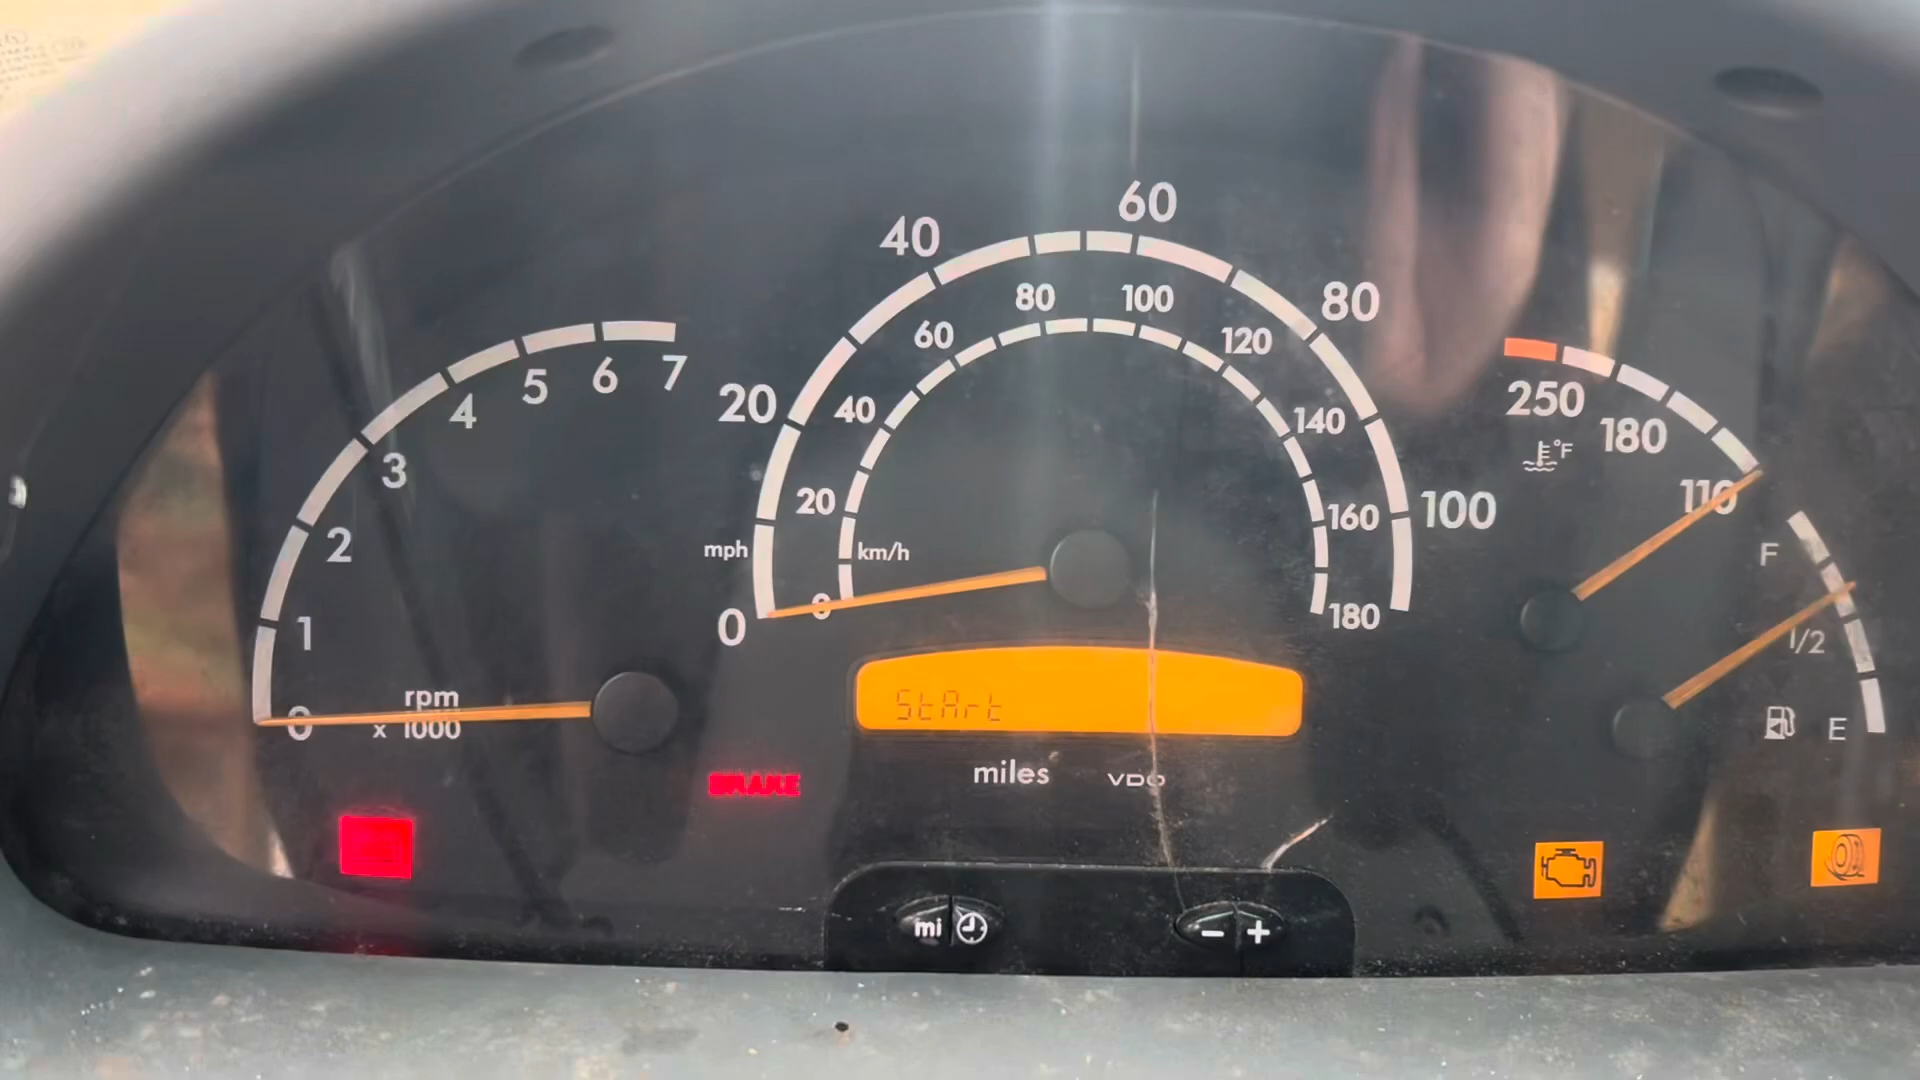 60
40
80
80 100
60 120
250
180
5 6 7
4
20 40 140
3
°F
110
20 160 100
2
mph km/h
F
0 0 180
1
1/2
rpm
0 x 1000
StArt
E
BRAKE
miles VDO
mi - +